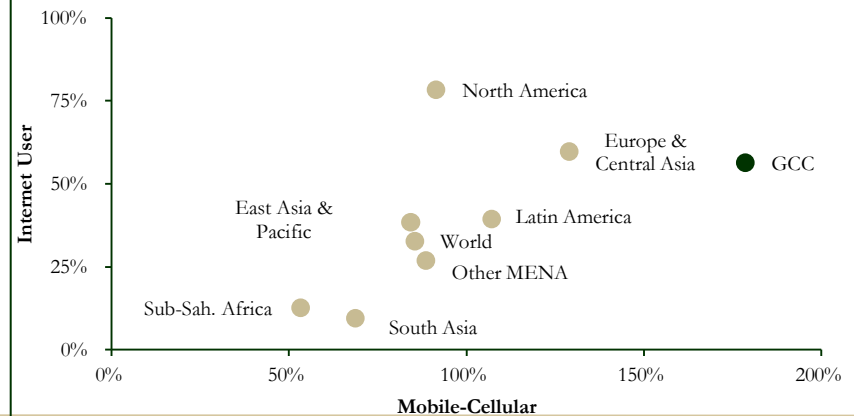 100%
75%
50%
25%
0%
Internet User
North America
Europe &
Central Asia
GCC
East Asia &
Pacific
Latin America
World
Other MENA
Sub-Sah. Africa
South Asia
0%
50%
100%
150%
200%
Mobile-Cellular